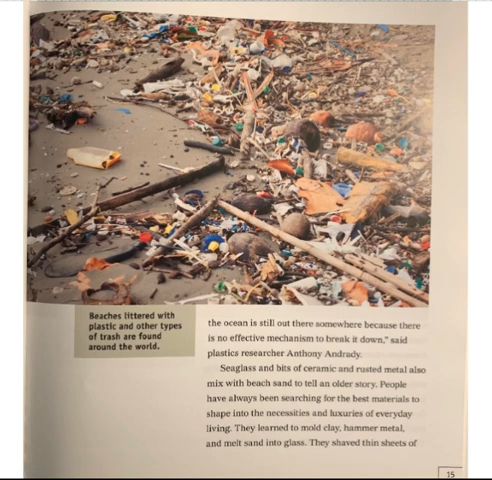 Beaches littered with
plastic and other types
of trash are found
around the world.
the ocean is still out there somewhere because there
is no effective mechanism to break it down," said
plastics researcher Anthony Andrady.
Seaglass and bits of ceramic and rusted metal also
mix with beach sand to tell an older story. People
have always been searching for the best materials to
shape into the necessities and luxuries of everyday
living. They learned to mold clay, hammer metal,
and melt sand into glass. They shaved thin sheets of
15